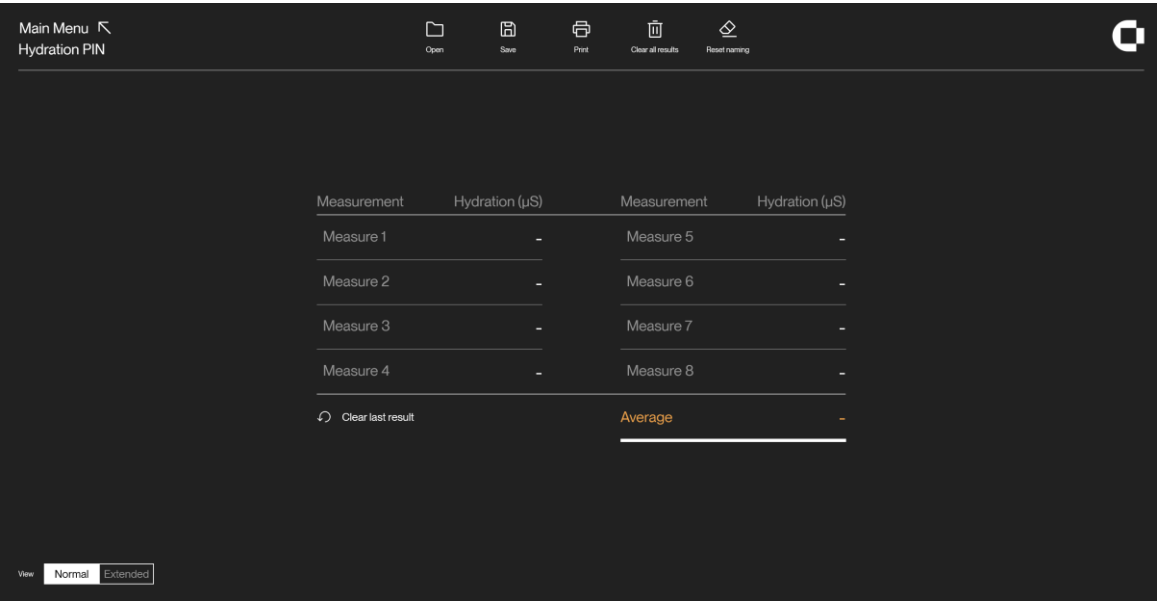 Main Menu
Hydration PIN
Open
Save
Print
Clear all results
Reset naming
Measurement Hydration (µS) Measurement Hydration (µS)
Measure 1 - Measure 5 -
Measure 2 - Measure 6 -
Measure 3 - Measure 7 -
Measure 4 - Measure 8 -
Clear last result Average -
View Normal Extended